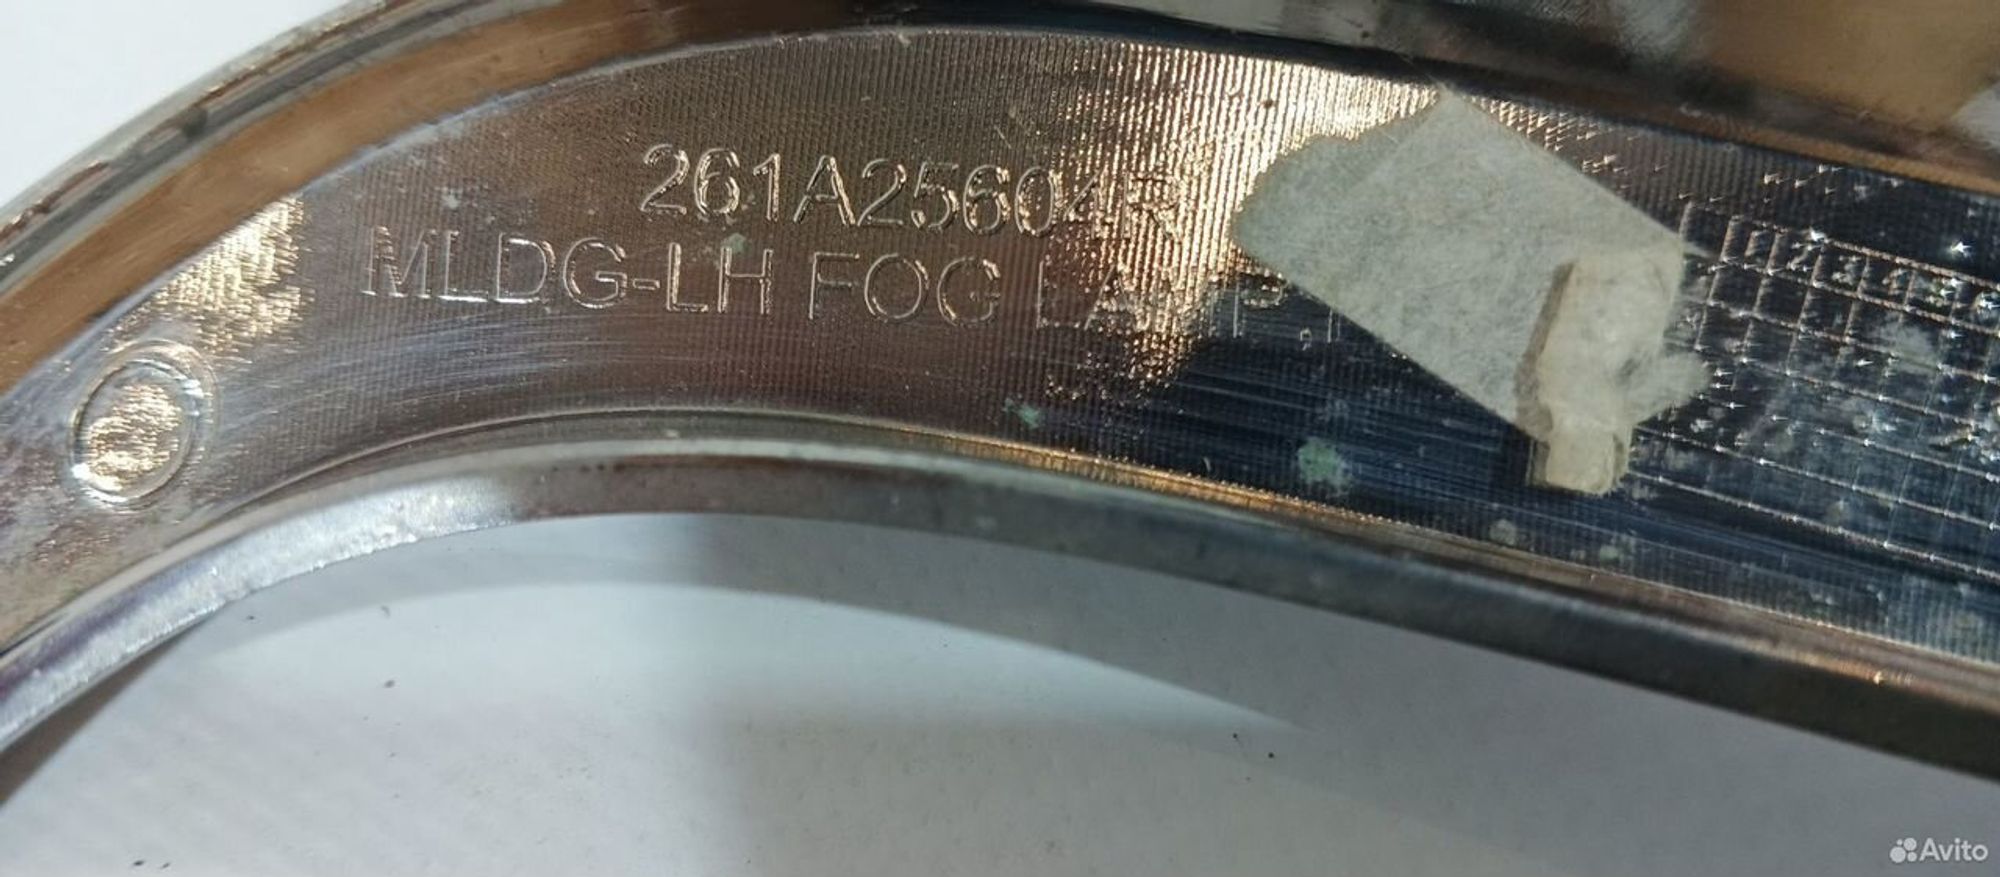 261A25604R
MLDG-LH FOG LAMP,
Avito